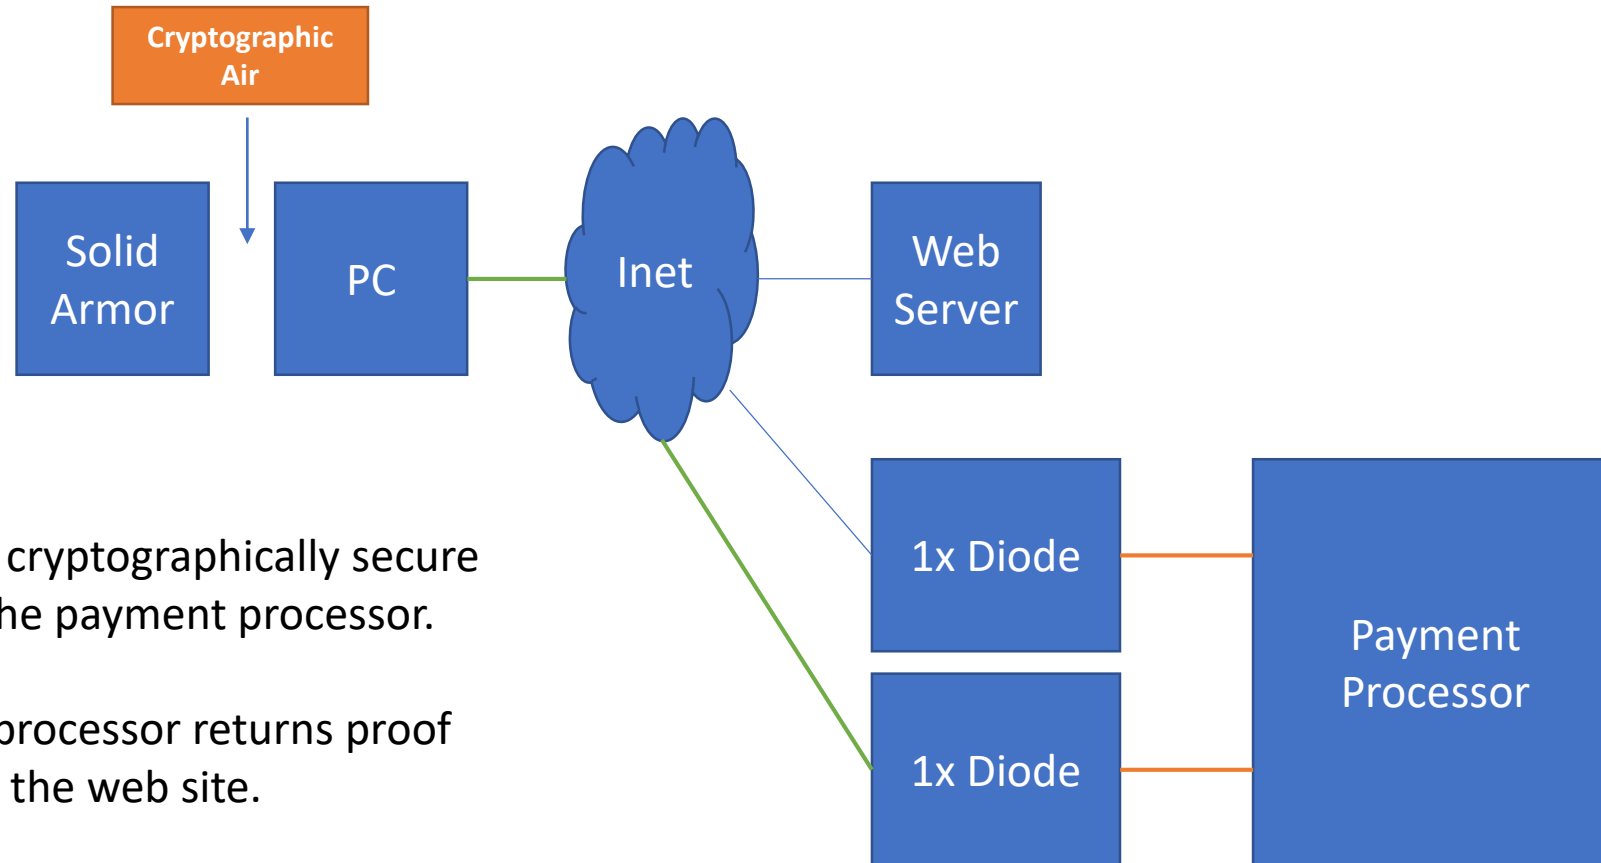 Cryptographic
Air
Solid
Armor
PC
Inet
Web
Server
1x Diode
1x Diode
Payment
Processor
cryptographically secure
he payment processor.
processor returns proof
the web site.